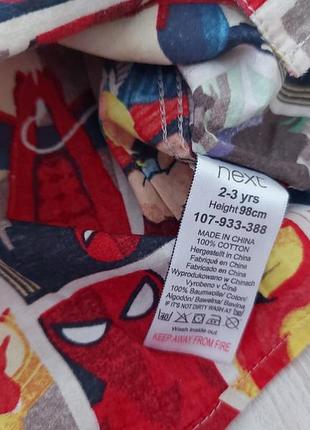 next
2-3 yrs
Height 98cm
107-933-388
MADE IN CHINA
100% COTTON
Hergestellt in China
Fabriqué en Chine
Fabricado en China
Wyprodukowano w Chinach
Vyrobeno v Číně
100% Baumwolle/ Coton/
Algodón/ Bawełna/ Bavlna
IF IT'S NOT DIRTY WASH AT
40
Wash inside out
KEEP AWAY FROM FIRE